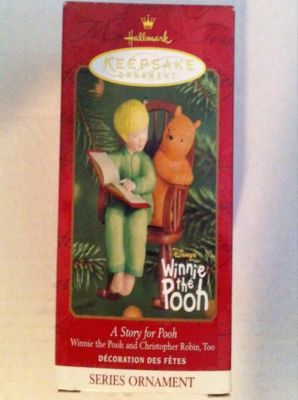 Hallmark
KEEPSAKE
ORNAMENT
Disney's
Winnie
the
Pooh
A Story for Pooh
Winnie the Pooh and Christopher Robin, Too
DÉCORATION DES FÊTES
SERIES ORNAMENT